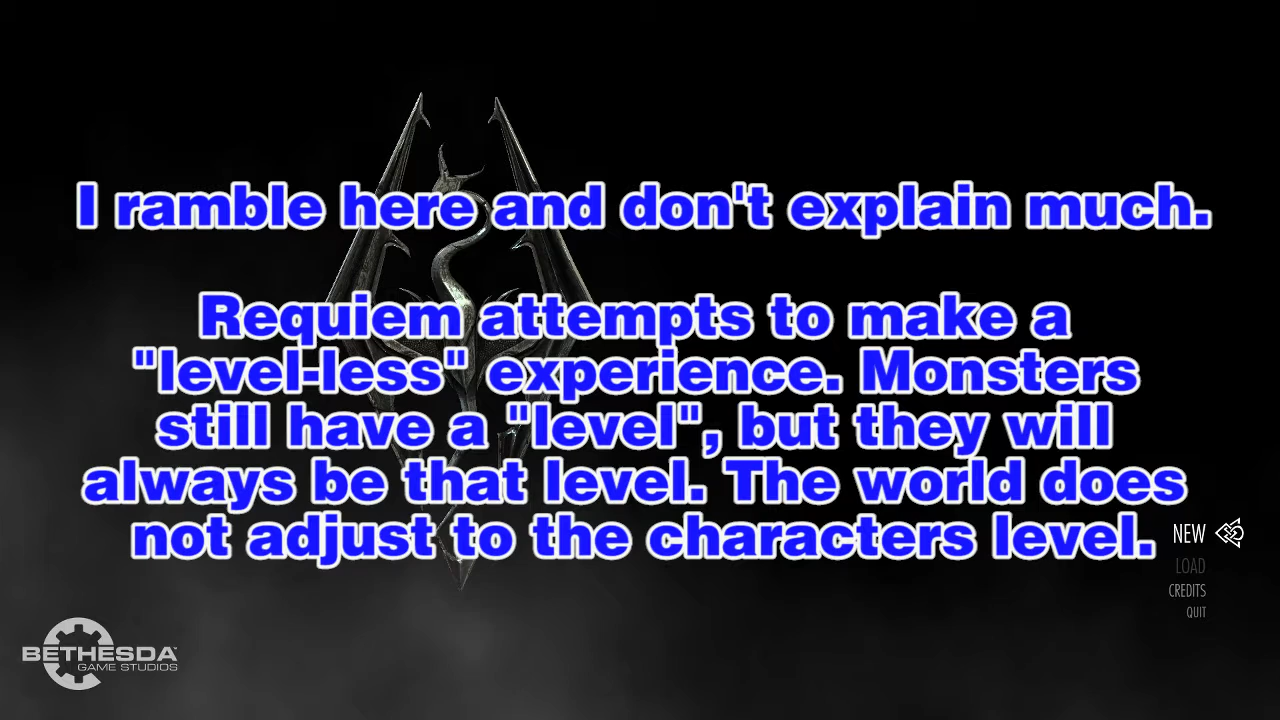 I ramble here and don't explain much.
Requiem attempts to make a
"level-less" experience. Monsters
still have a "level", but they will
always be that level. The world does
not adjust to the characters level.
NEW
LOAD
CREDITS
QUIT
BETHESDA
GAME STUDIOS